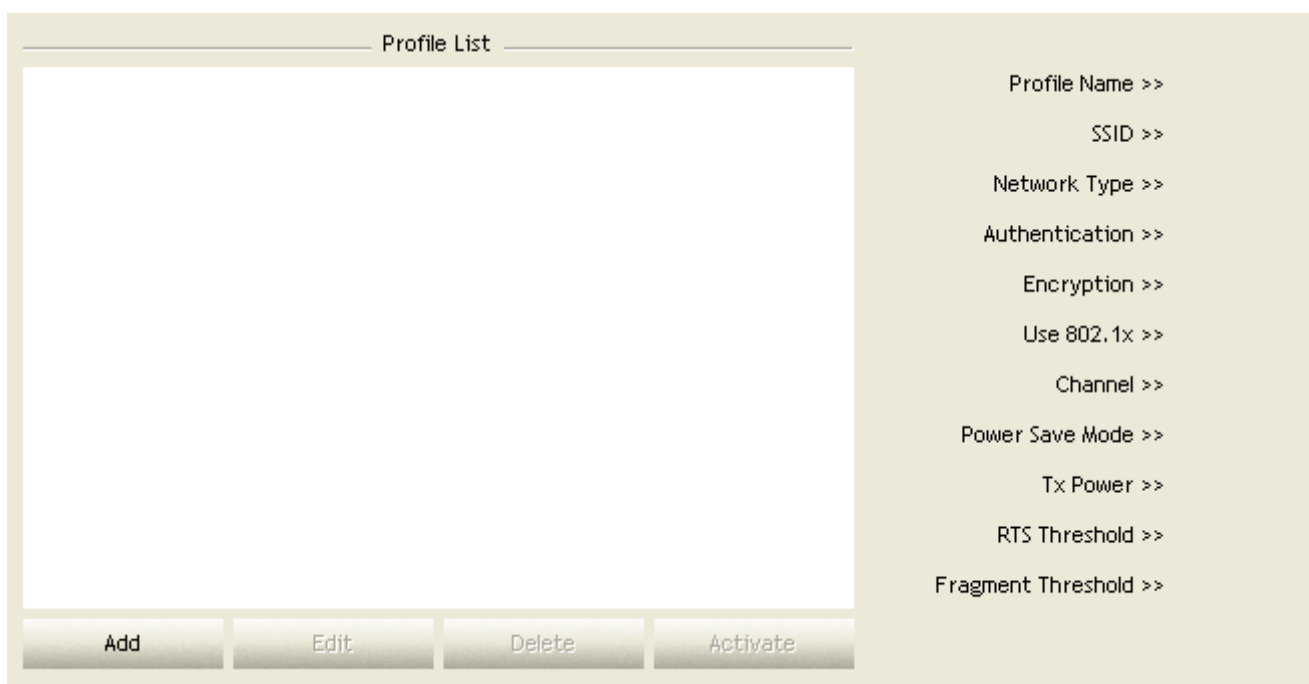 Profile List
Profile Name >>
SSID >>
Network Type >>
Authentication >>
Encryption >>
Use 802.1x >>
Channel >>
Power Save Mode >>
Tx Power >>
RTS Threshold >>
Fragment Threshold >>
Add Edit Delete Activate